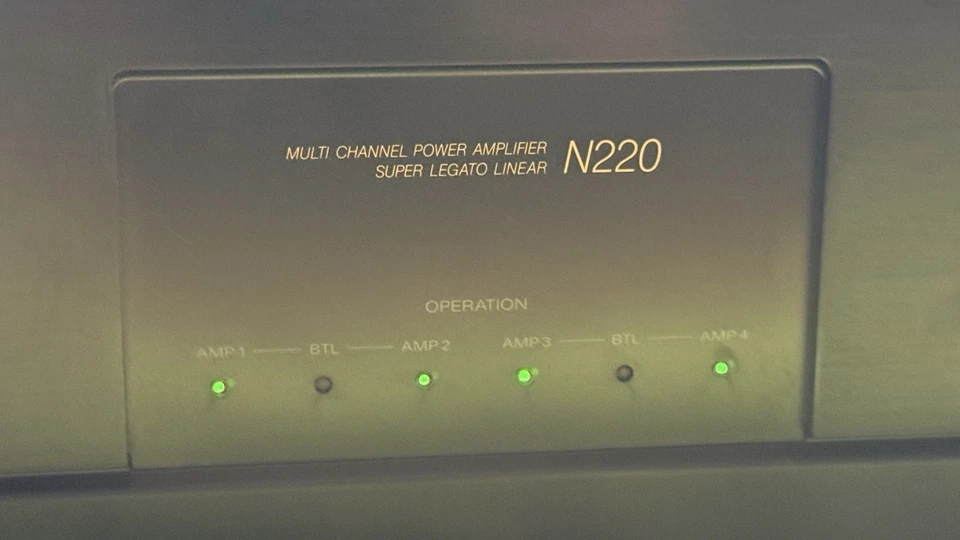 MULTI CHANNEL POWER AMPLIFIER
SUPER LEGATO LINEAR N220
OPERATION
AMP 1 BTL AMP 2 AMP 3 BTL AMP 4